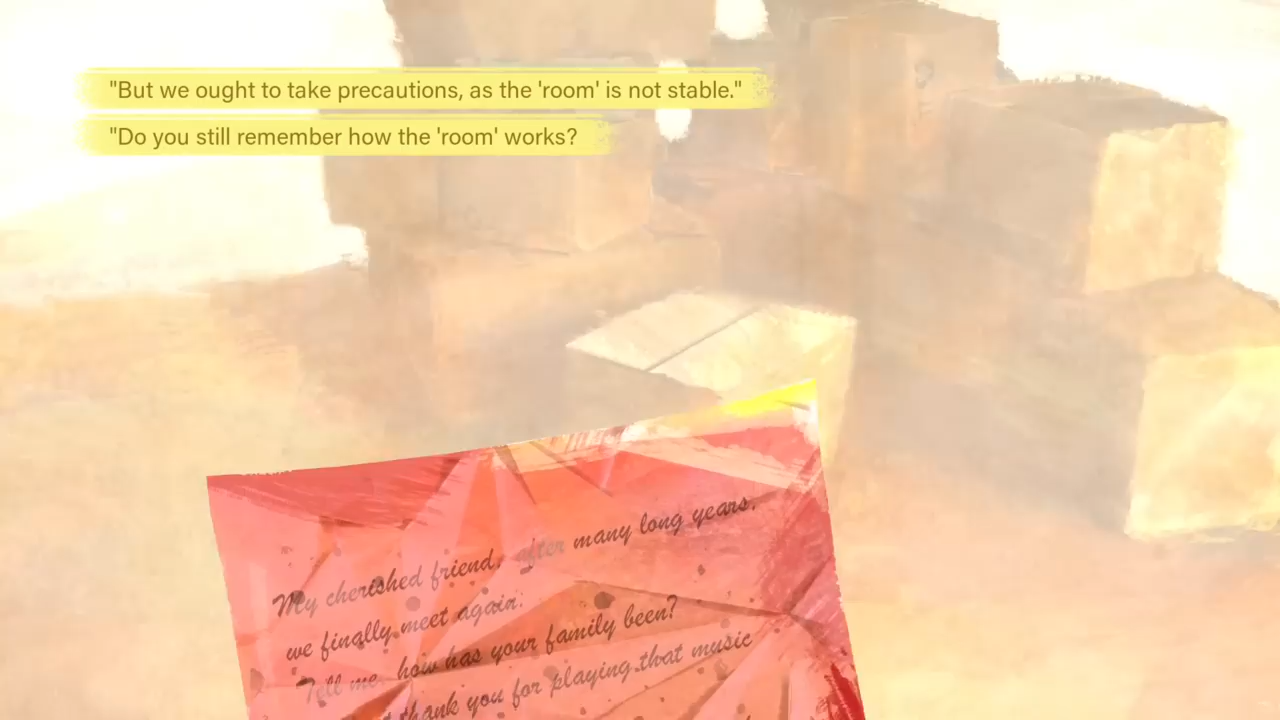 "But we ought to take precautions, as the 'room' is not stable."
"Do you still remember how the 'room' works?
My cherished friend, after many long years,
we finally meet again.
Tell me, how has your family been?
thank you for playing that music